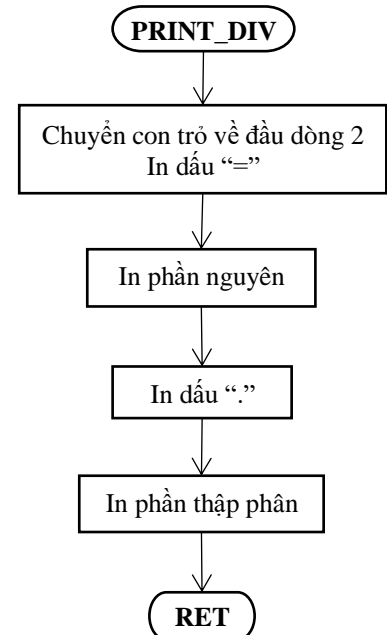 PRINT_DIV
Chuyển con trỏ về đầu dòng 2
In dấu “=”
In phần nguyên
In dấu “.”
In phần thập phân
RET